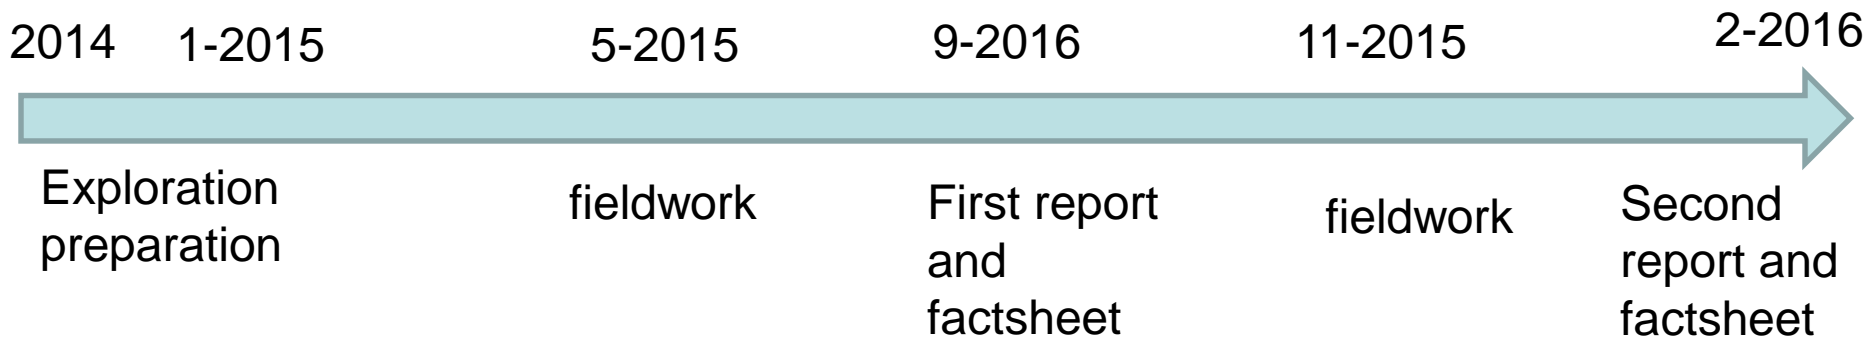 2014 1-2015 5-2015 9-2016 11-2015 2-2016
Exploration
preparation
fieldwork
First report
and
factsheet
fieldwork
Second
report and
factsheet